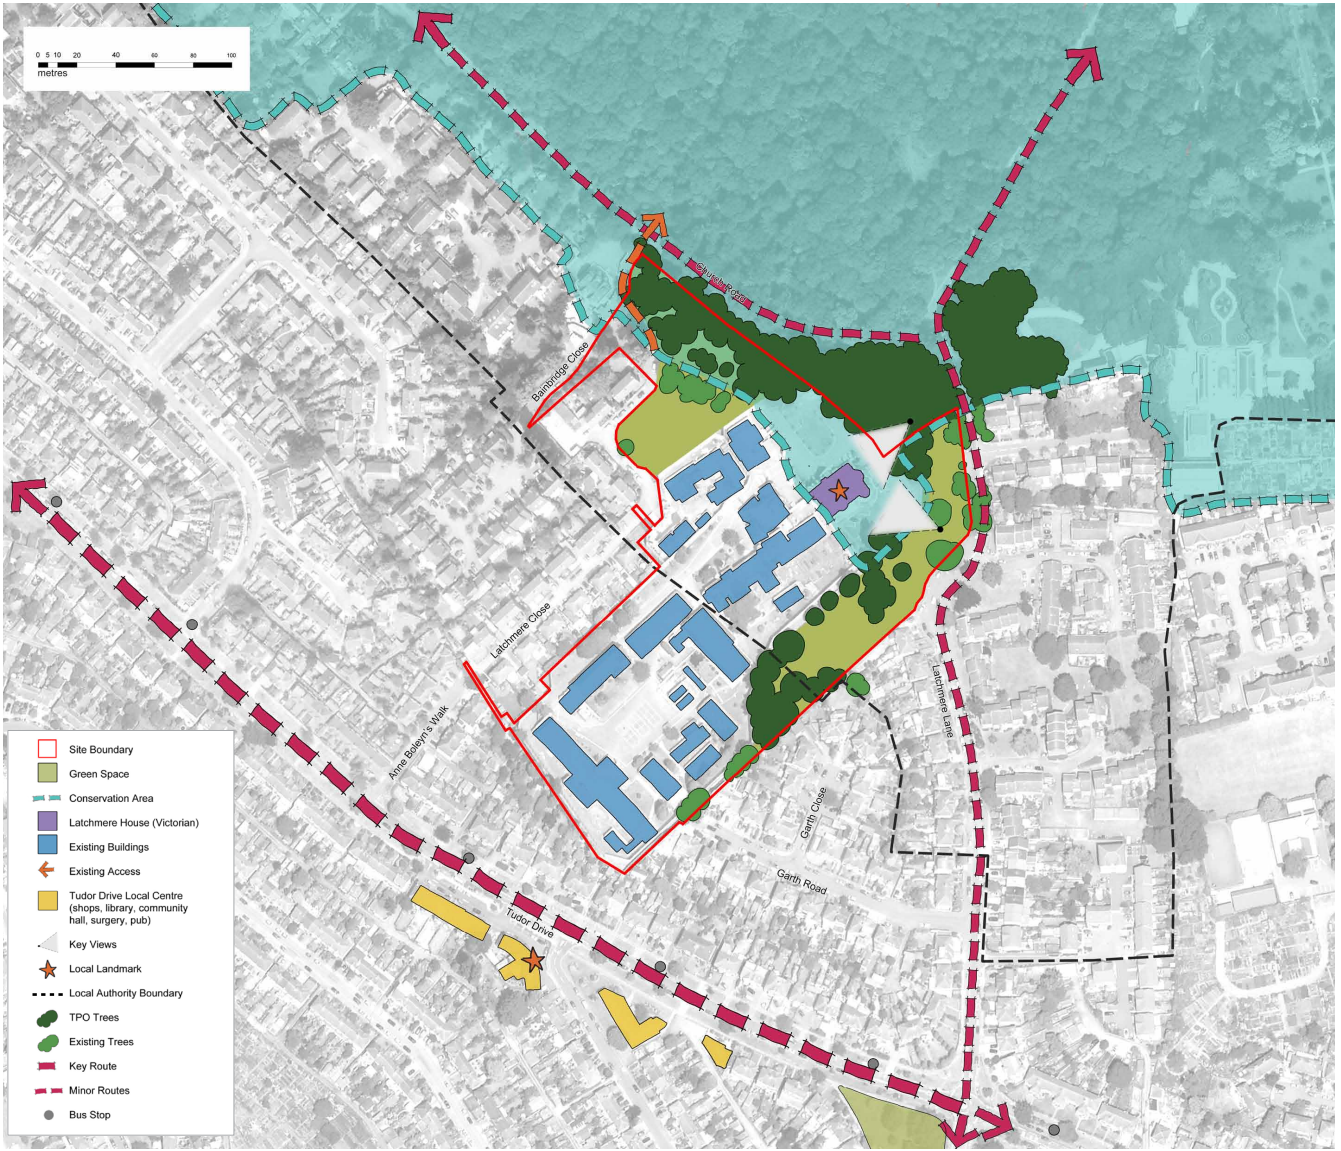 0 5 10 20 40 60 80 100
metres
Church Road
Bainbridge Close
Latchmere Close
Anne Boleyn's Walk
Latchmere Lane
Garth Close
Garth Road
Tudor Drive
Site Boundary
Green Space
Conservation Area
Latchmere House (Victorian)
Existing Buildings
Existing Access
Tudor Drive Local Centre
(shops, library, community
hall, surgery, pub)
Key Views
Local Landmark
Local Authority Boundary
TPO Trees
Existing Trees
Key Route
Minor Routes
Bus Stop